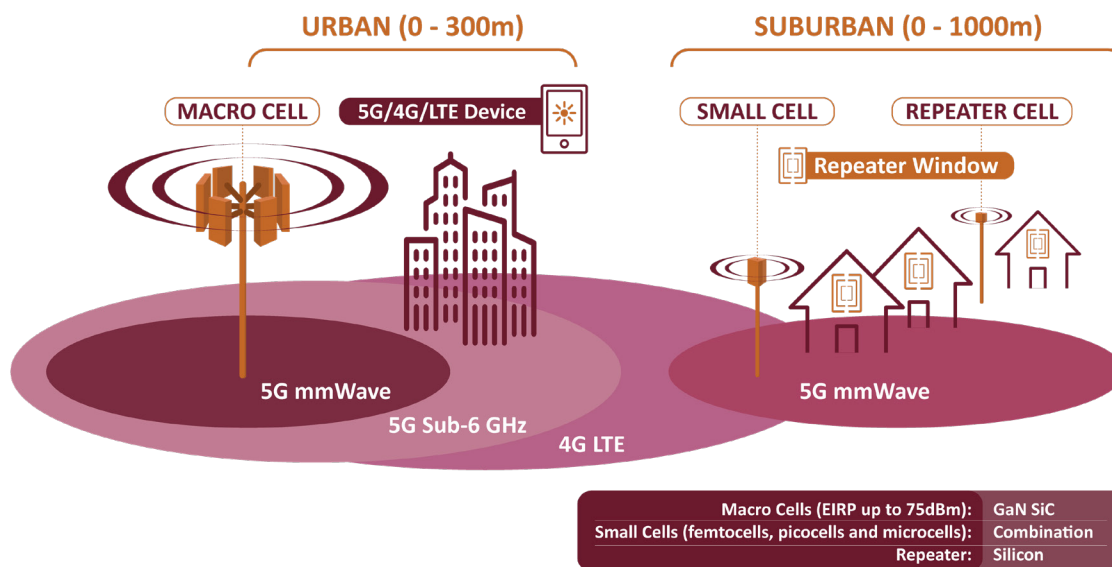 URBAN (0 - 300m)
SUBURBAN (0 - 1000m)
MACRO CELL
5G/4G/LTE Device
SMALL CELL
REPEATER CELL
Repeater Window
5G mmWave
5G Sub-6 GHz
4G LTE
5G mmWave
Macro Cells (EIRP up to 75dBm): GaN SiC
Small Cells (femtocells, picocells and microcells): Combination
Repeater: Silicon